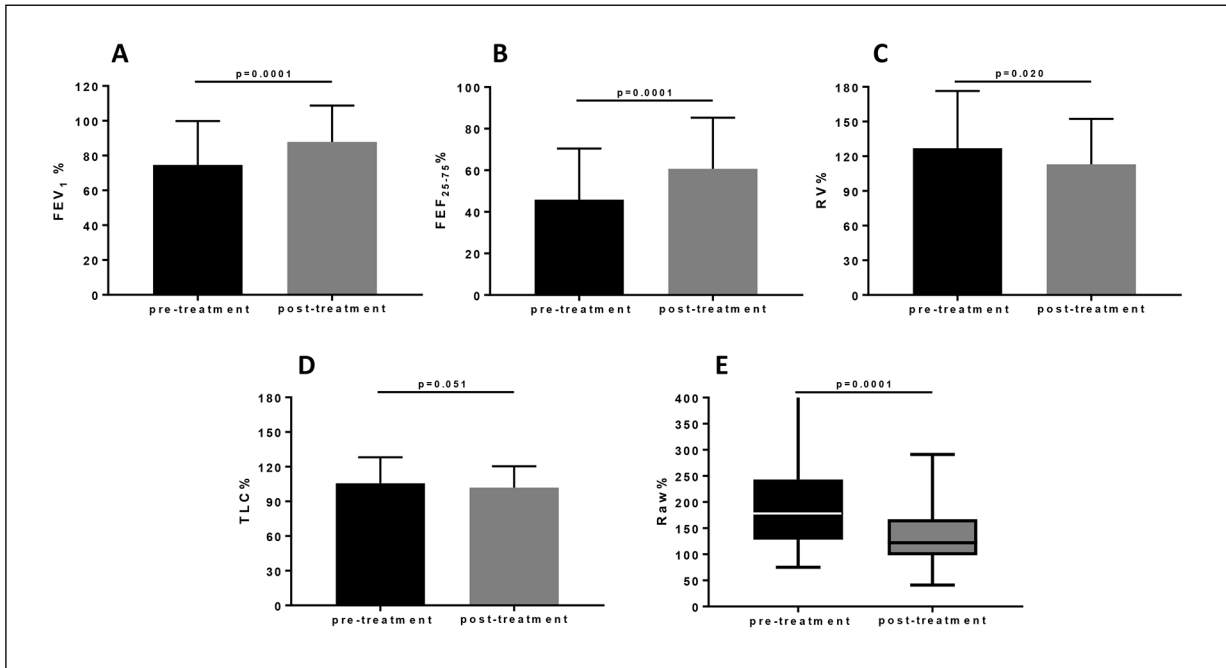 A
p=0.0001
120
100
80
60
40
20
0
FEV1 %
pre-treatment post-treatment
B
p=0.0001
100
80
60
40
20
0
FEF25-75%
pre-treatment post-treatment
C
p=0.020
180
150
120
90
60
30
0
RV%
pre-treatment post-treatment
D
p=0.051
180
150
120
90
60
30
0
TLC%
pre-treatment post-treatment
E
p=0.0001
400
350
300
250
200
150
100
50
0
Raw%
pre-treatment post-treatment